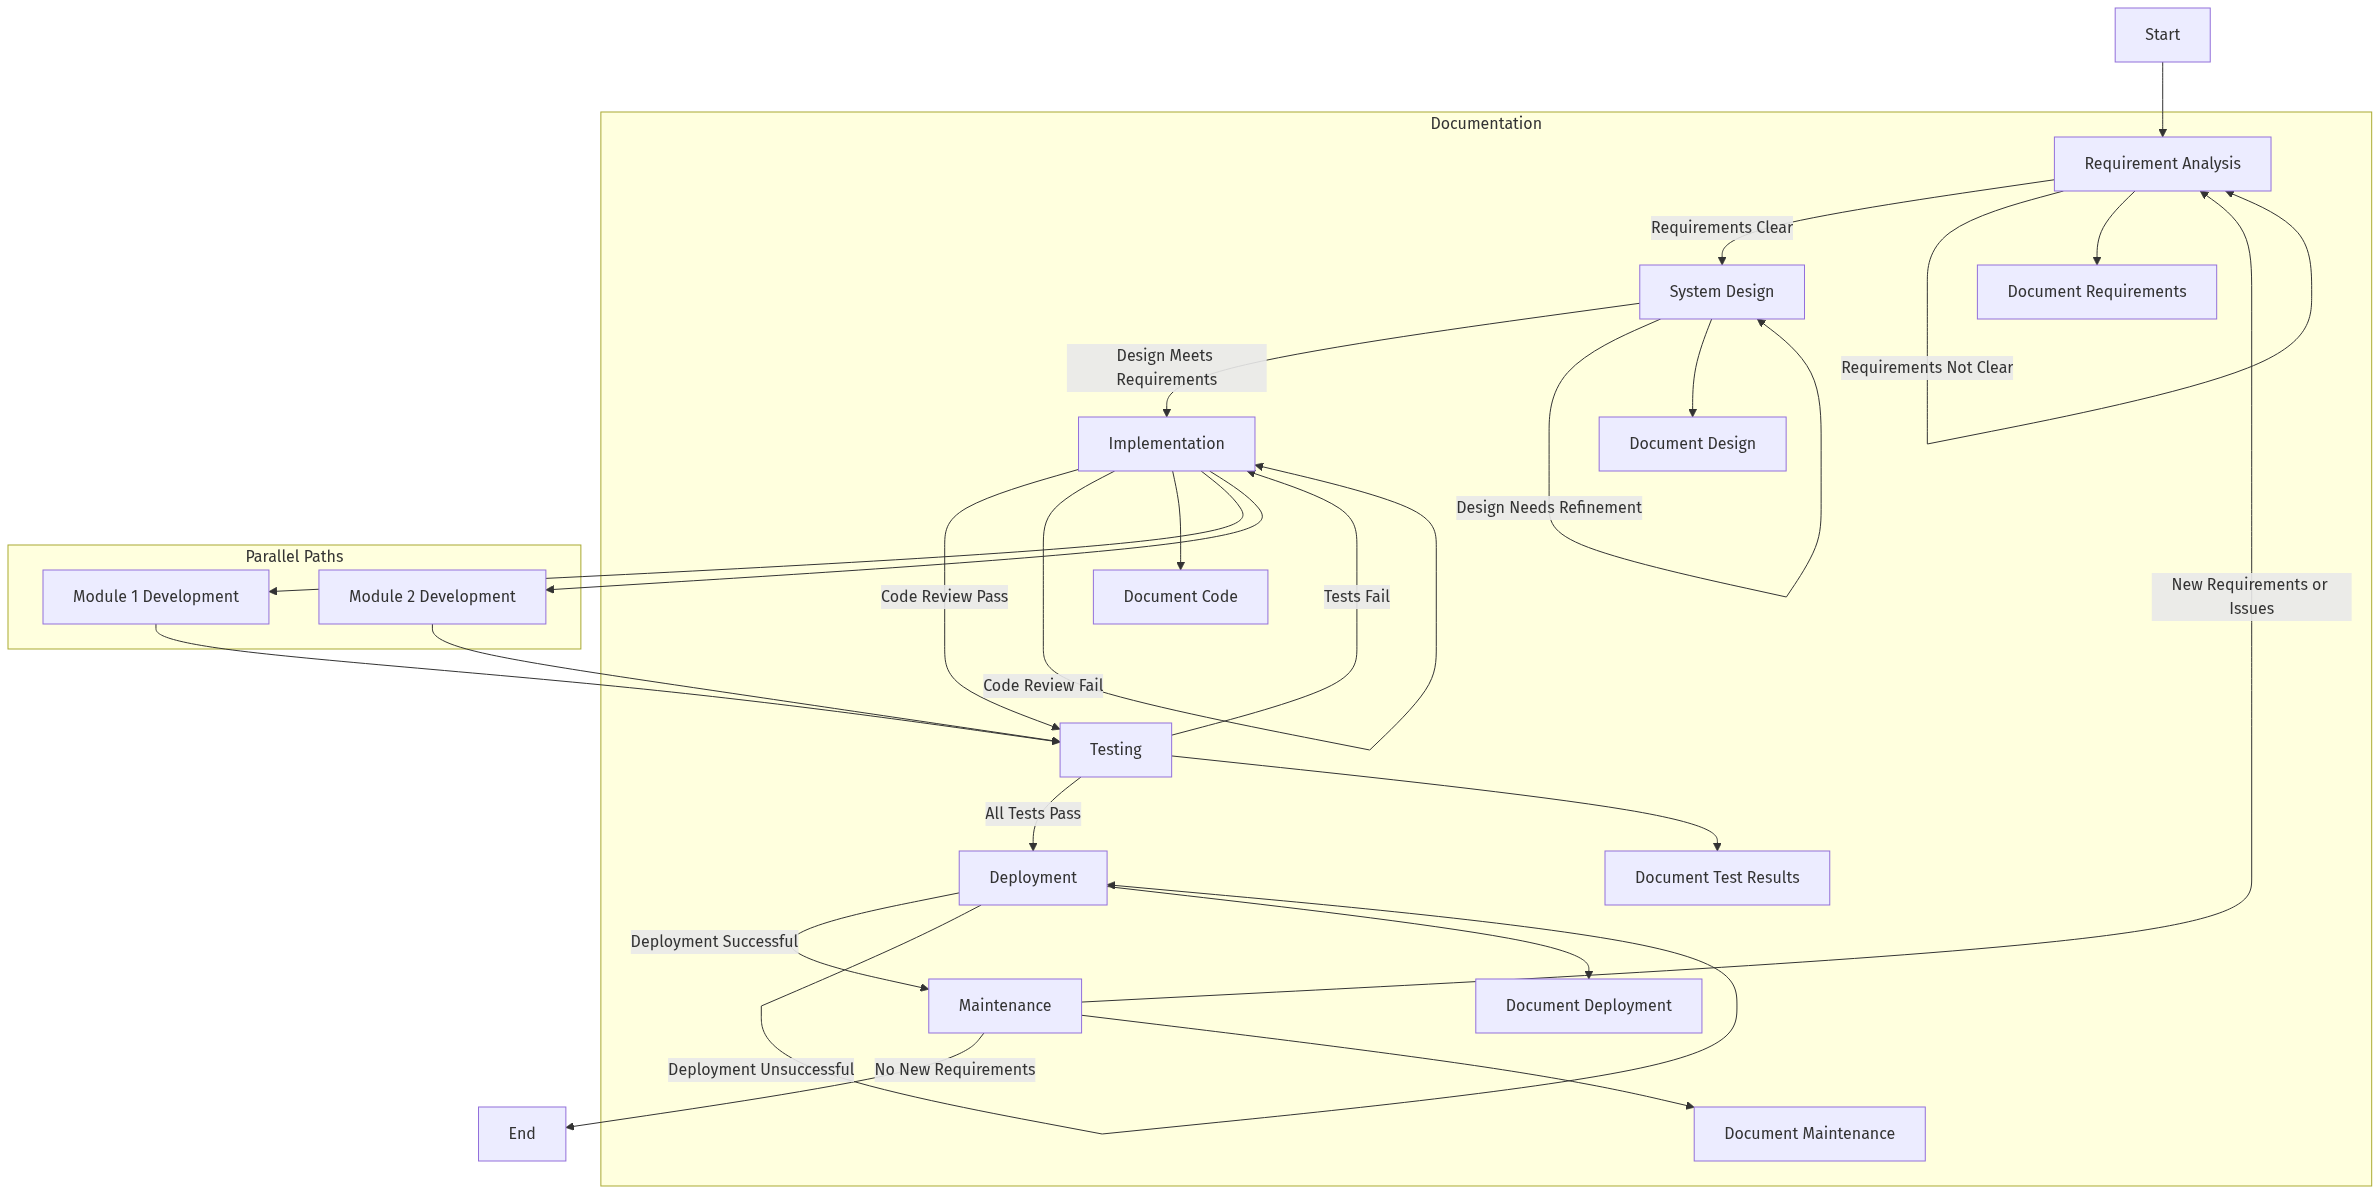 Start
Documentation
Requirement Analysis
Requirements Clear
System Design
Document Requirements
Design Meets
Requirements
Requirements Not Clear
Implementation
Document Design
Design Needs Refinement
Parallel Paths
Module 1 Development
Module 2 Development
Code Review Pass
Document Code
Tests Fail
New Requirements or
Issues
Code Review Fail
Testing
All Tests Pass
Deployment
Document Test Results
Deployment Successful
Maintenance
Document Deployment
Deployment Unsuccessful
No New Requirements
End
Document Maintenance